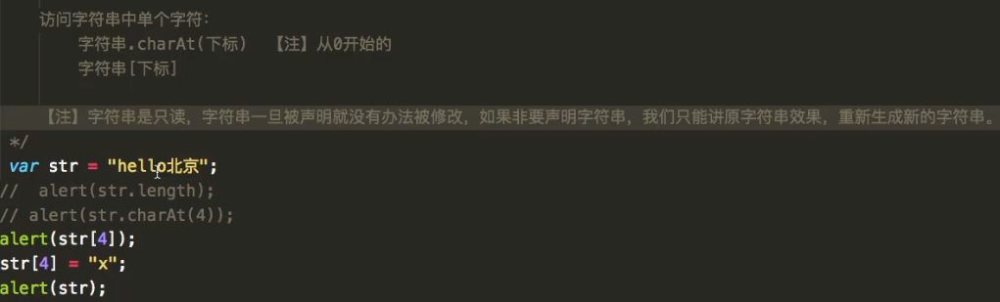 访问字符串中单个字符：
字符串.charAt(下标)  【注】从0开始的
字符串[下标]
【注】字符串是只读，字符串一旦被声明就没有办法被修改，如果非要声明字符串，我们只能讲原字符串效果，重新生成新的字符串。
*/
var str = "hello北京";
//  alert(str.length);
// alert(str.charAt(4));
alert(str[4]);
str[4] = "x";
alert(str);